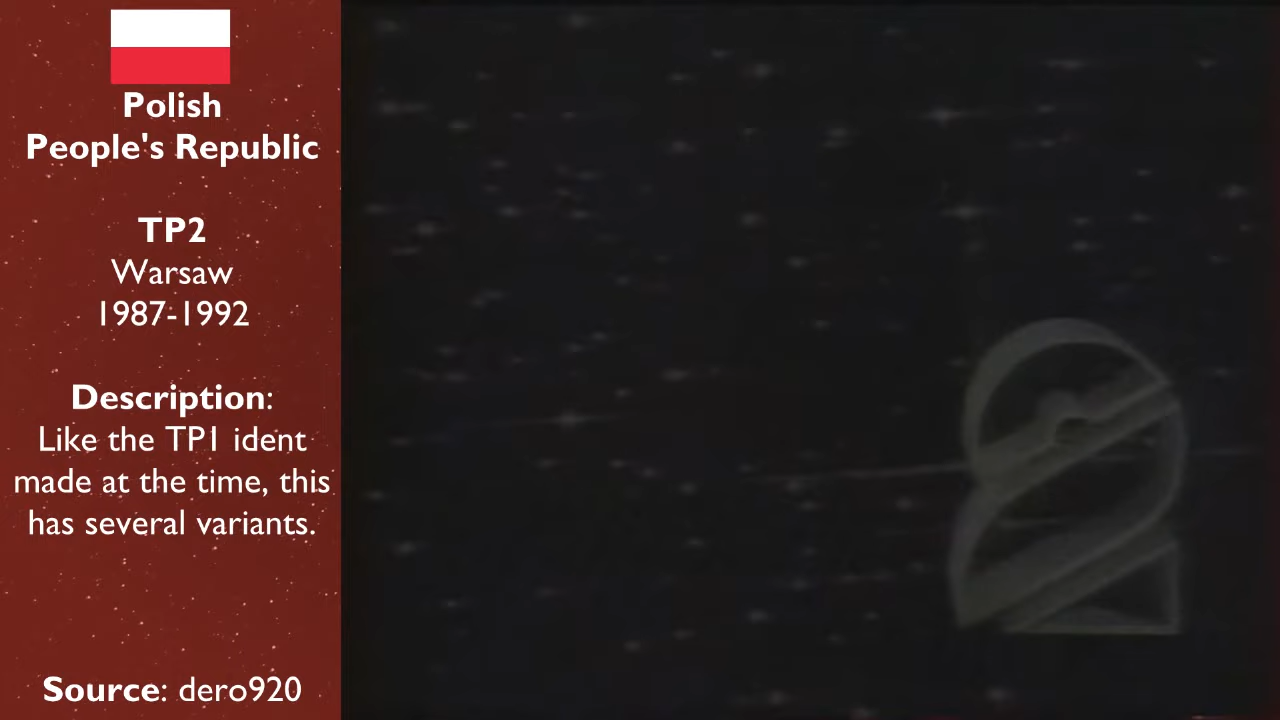 Polish
People's Republic
TP2
Warsaw
1987-1992
Description:
Like the TP1 ident
made at the time, this
has several variants.
Source: dero920
2